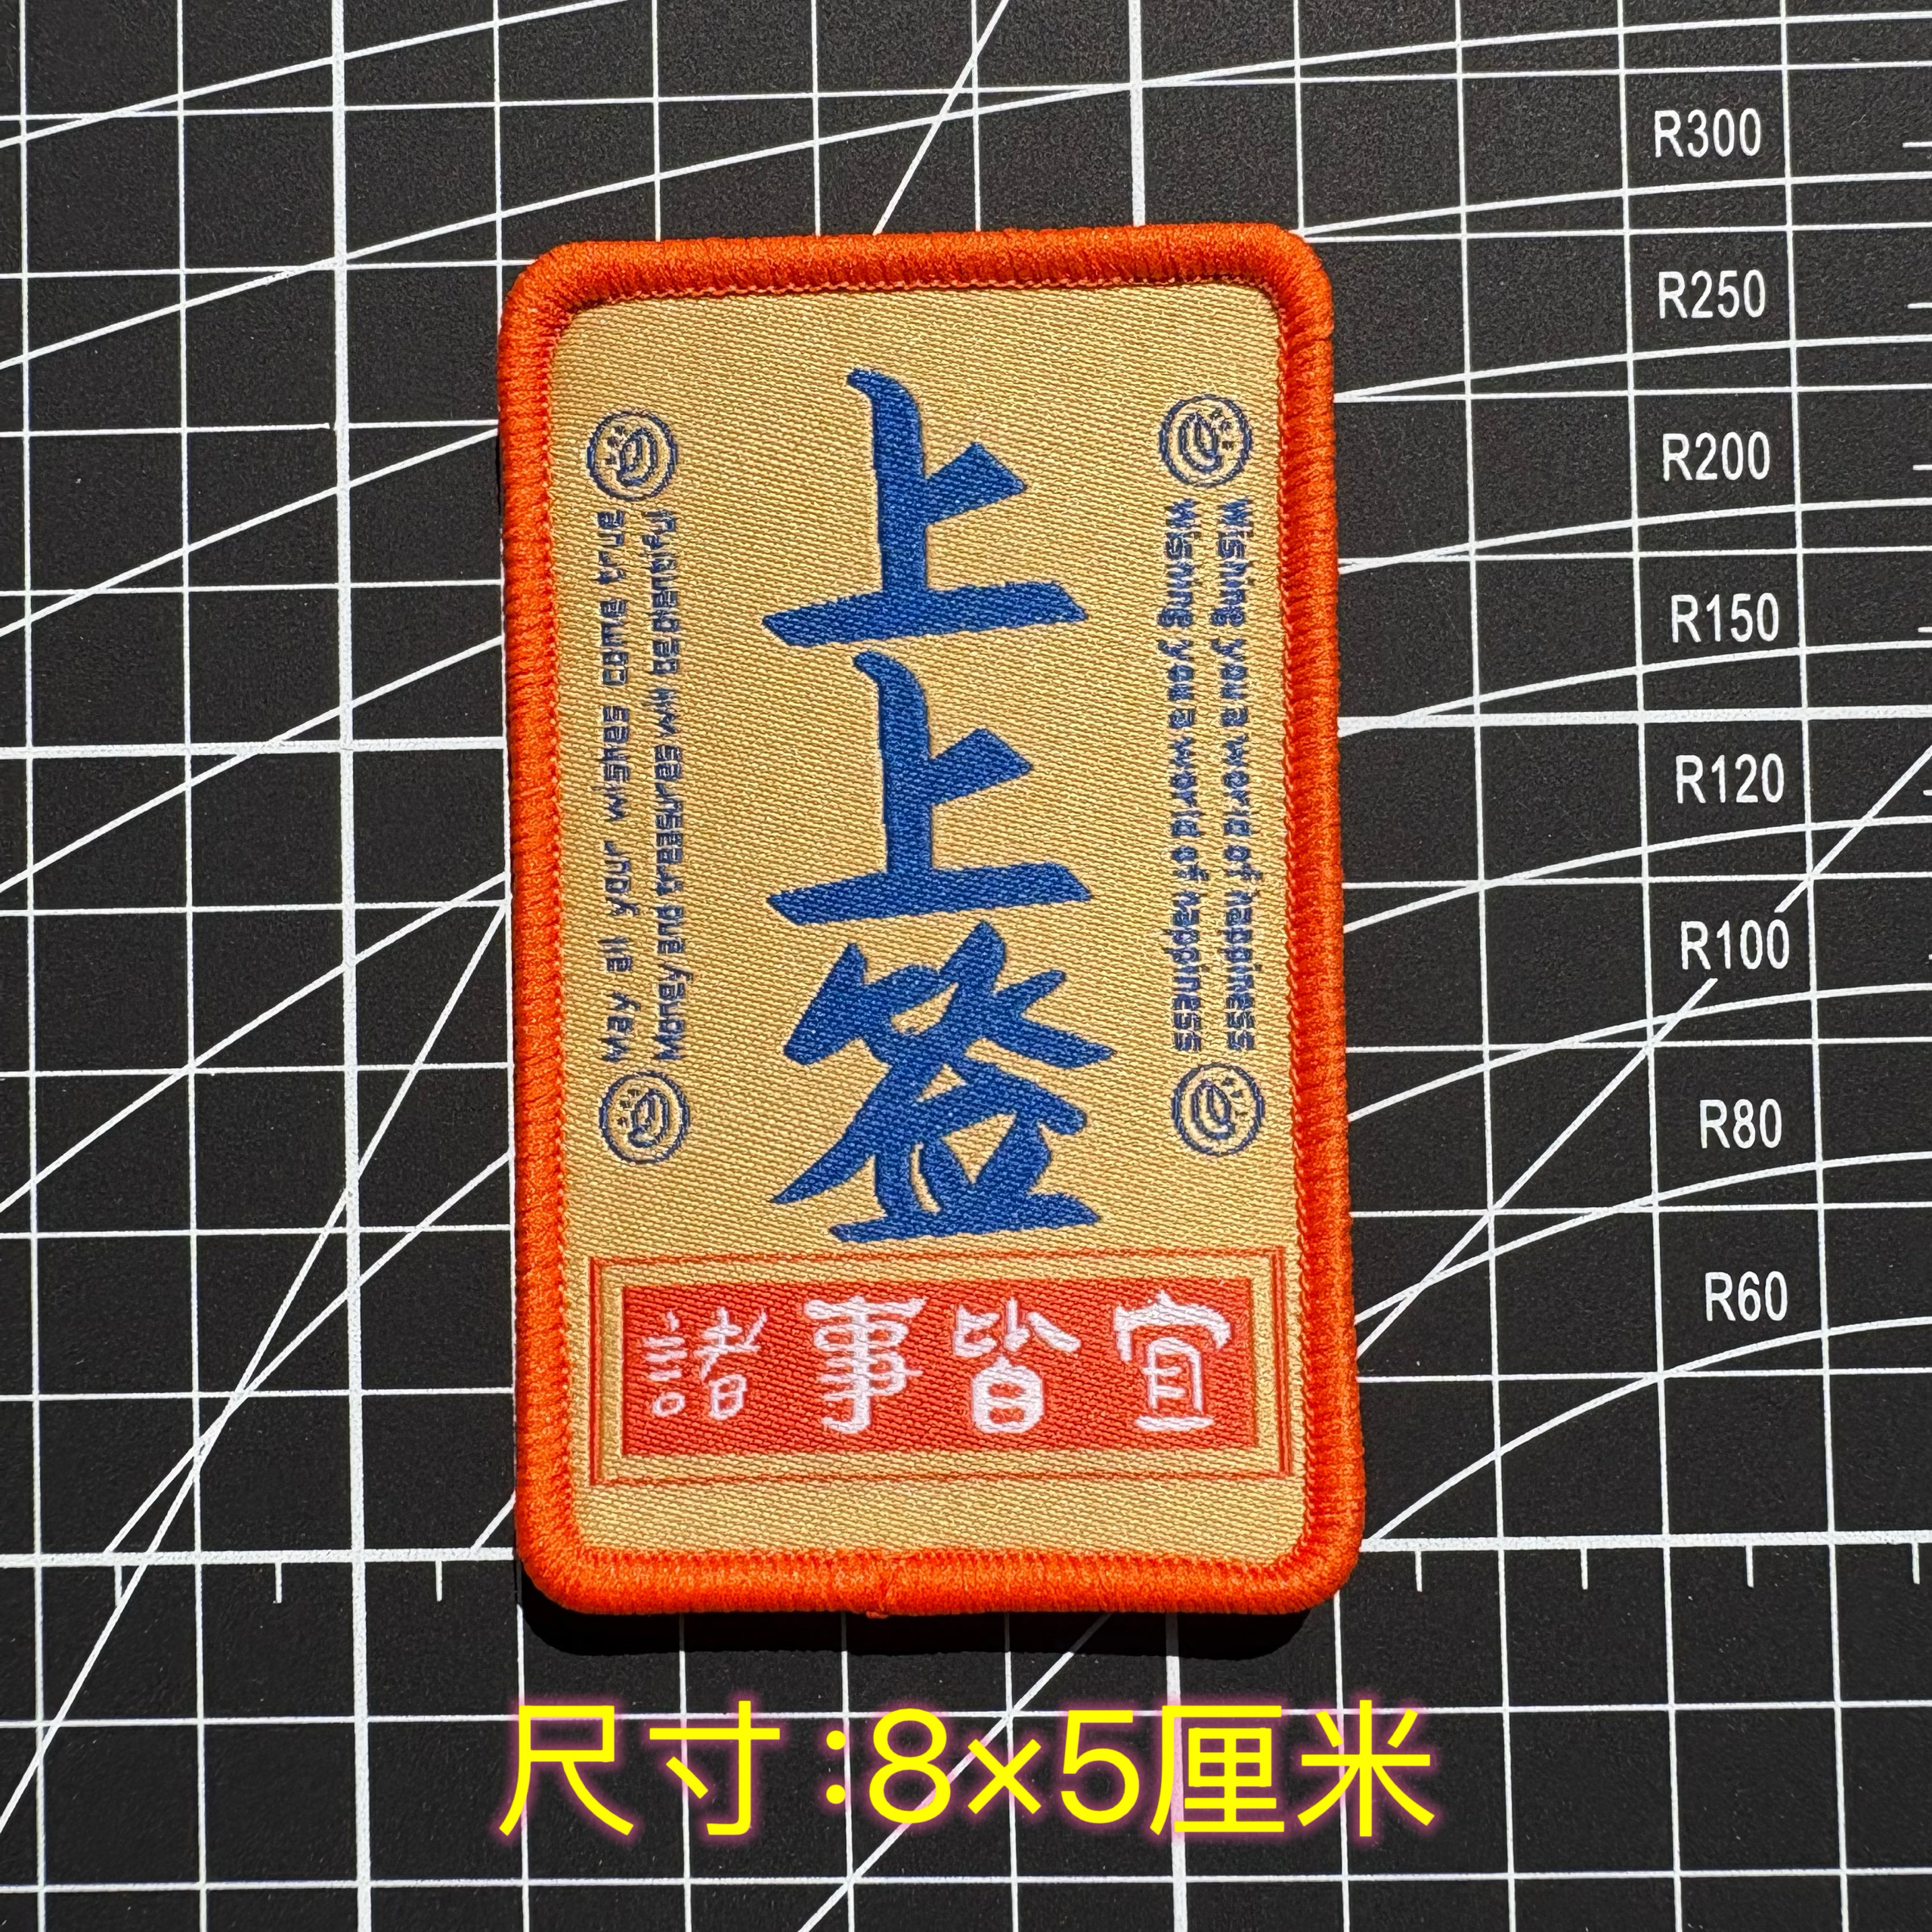 上上签
May all your wishes come true
Money and treasures will be plentiful
Wishing you a world of happiness
Wishing you a world of happiness
諸事皆宜
R300
R250
R200
R150
R120
R100
R80
R60
尺寸:8×5厘米